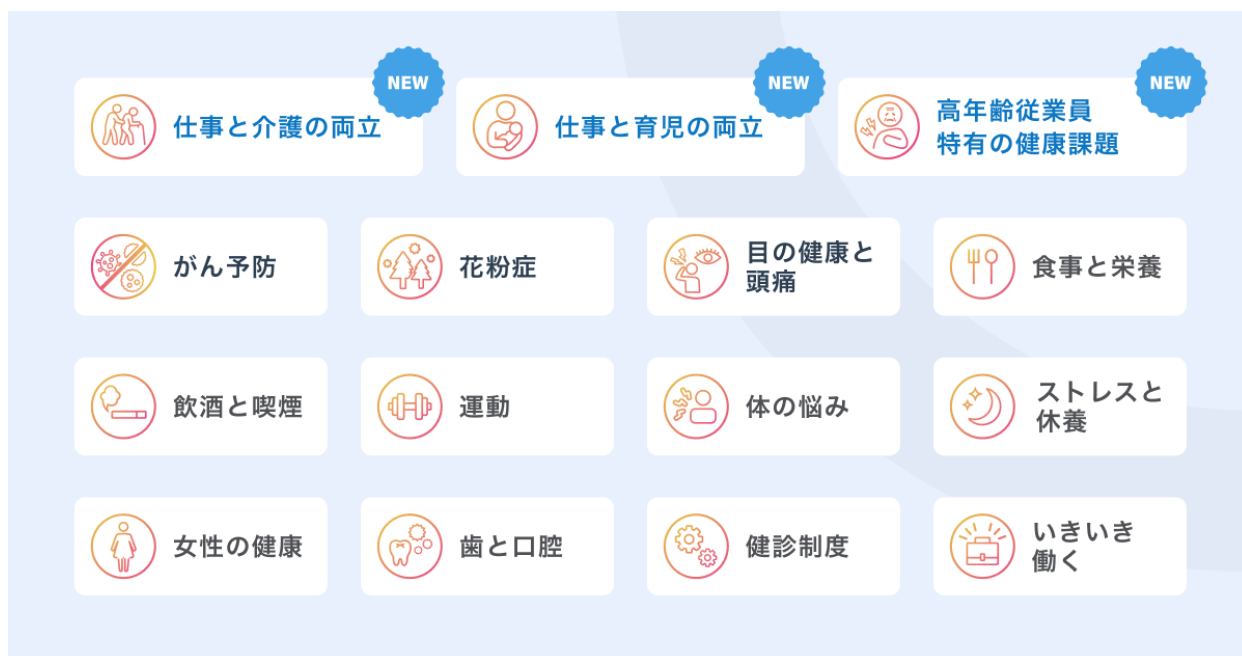 NEW
NEW
NEW
仕事と介護の両立
仕事と育児の両立
高年齢従業員
特有の健康課題
がん予防
花粉症
目の健康と
頭痛
食事と栄養
飲酒と喫煙
運動
体の悩み
ストレスと
休養
女性の健康
歯と口腔
健診制度
いきいき
働く